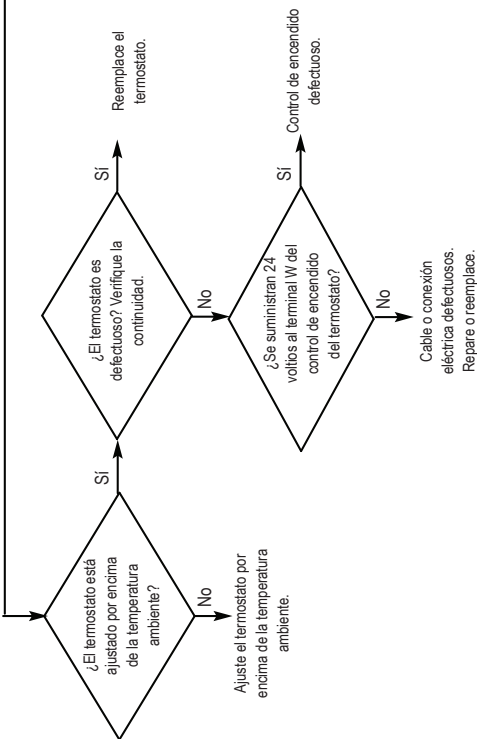 ¿El termostato está
ajustado por encima
de la temperatura
ambiente?
Sí
No
Ajuste el termostato por
encima de la temperatura
ambiente.
¿El termostato es
defectuoso? Verifique la
continuidad.
Sí
Reemplace el
termostato.
No
¿Se suministran 24
voltios al terminal W del
control de encendido
del termostato?
Sí
Control de encendido
defectuoso.
No
Cable o conexión
eléctrica defectuosos.
Repare o reemplace.